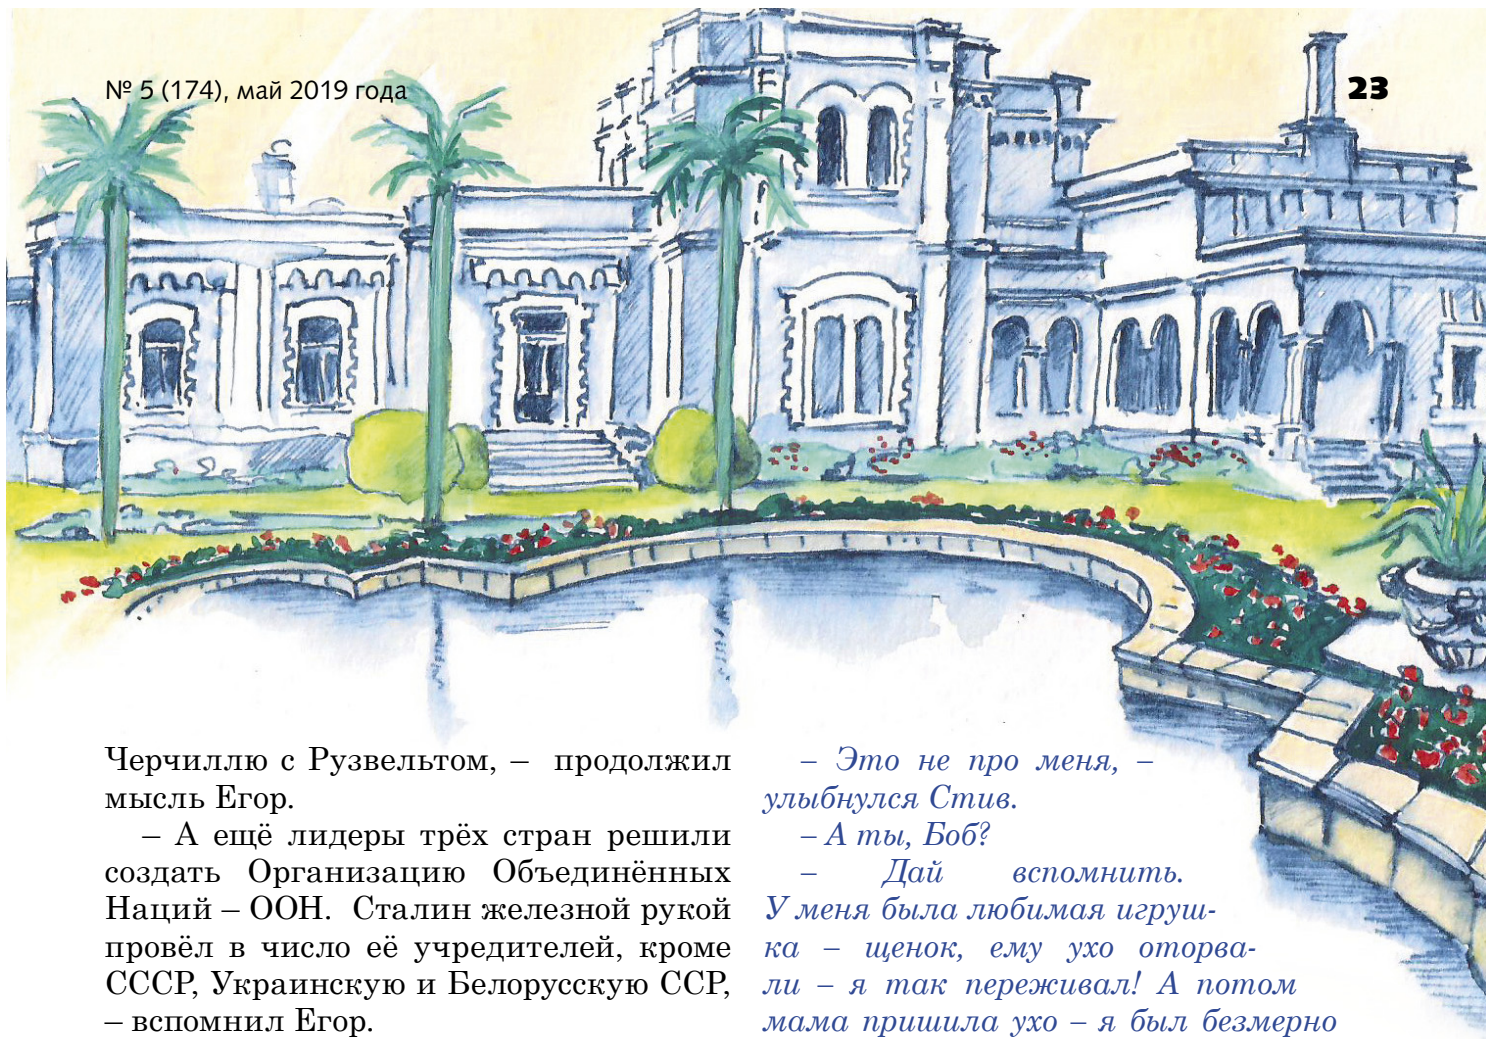 № 5 (174), май 2019 года
23
Черчиллю с Рузвельтом, – продолжил
мысль Егор.
– А ещё лидеры трёх стран решили
создать Организацию Объединённых
Наций – ООН. Сталин железной рукой
провёл в число её учредителей, кроме
СССР, Украинскую и Белорусскую ССР,
– вспомнил Егор.
– Это не про меня, –
улыбнулся Стив.
– А ты, Боб?
– Дай вспомнить.
У меня была любимая игруш-
ка – щенок, ему ухо оторва-
ли – я так переживал! А потом
мама пришила ухо – я был безмерно